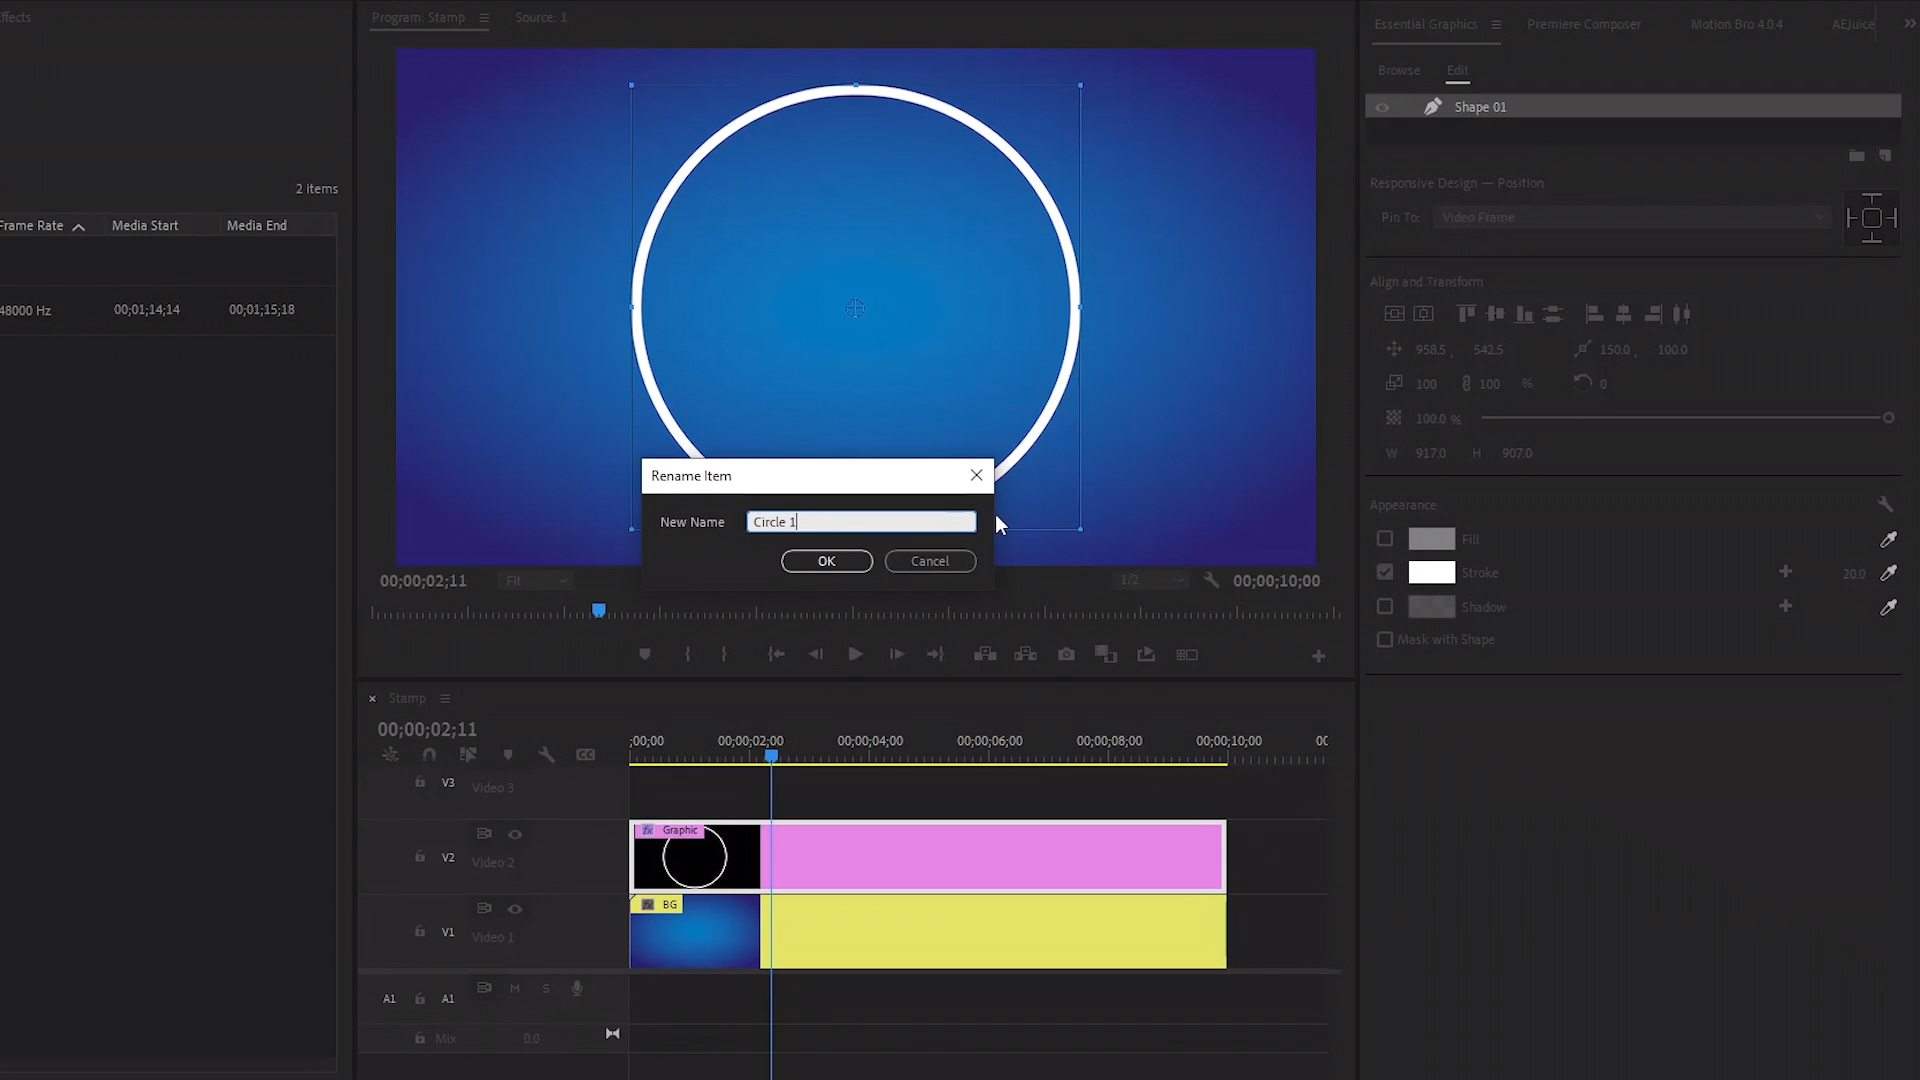 ffects
2 items
Frame Rate Media Start Media End
48000 Hz 00;01;14;14 00;01;15;18
Program: Stamp Source: 1
00;00;02;11 Fit 1/2 00;00;10;00
Rename Item
New Name Circle 1
OK Cancel
Essential Graphics Premiere Composer Motion Bro 4.0.4 AEJuice
Browse Edit
Shape 01
Responsive Design — Position
Pin To: Video Frame
Align and Transform
958.5 , 542.5 150.0 , 100.0
100 100 % 0
100.0 %
W 917.0 H 907.0
Appearance
Fill
Stroke 20.0
Shadow
Mask with Shape
Stamp
00;00;02;11
;00;00 00;00;02;00 00;00;04;00 00;00;06;00 00;00;08;00 00;00;10;00 00
CC
V3 Video 3
fx Graphic
V2 Video 2
fx BG
V1 Video 1
A1 A1 M S
Mix 0.0